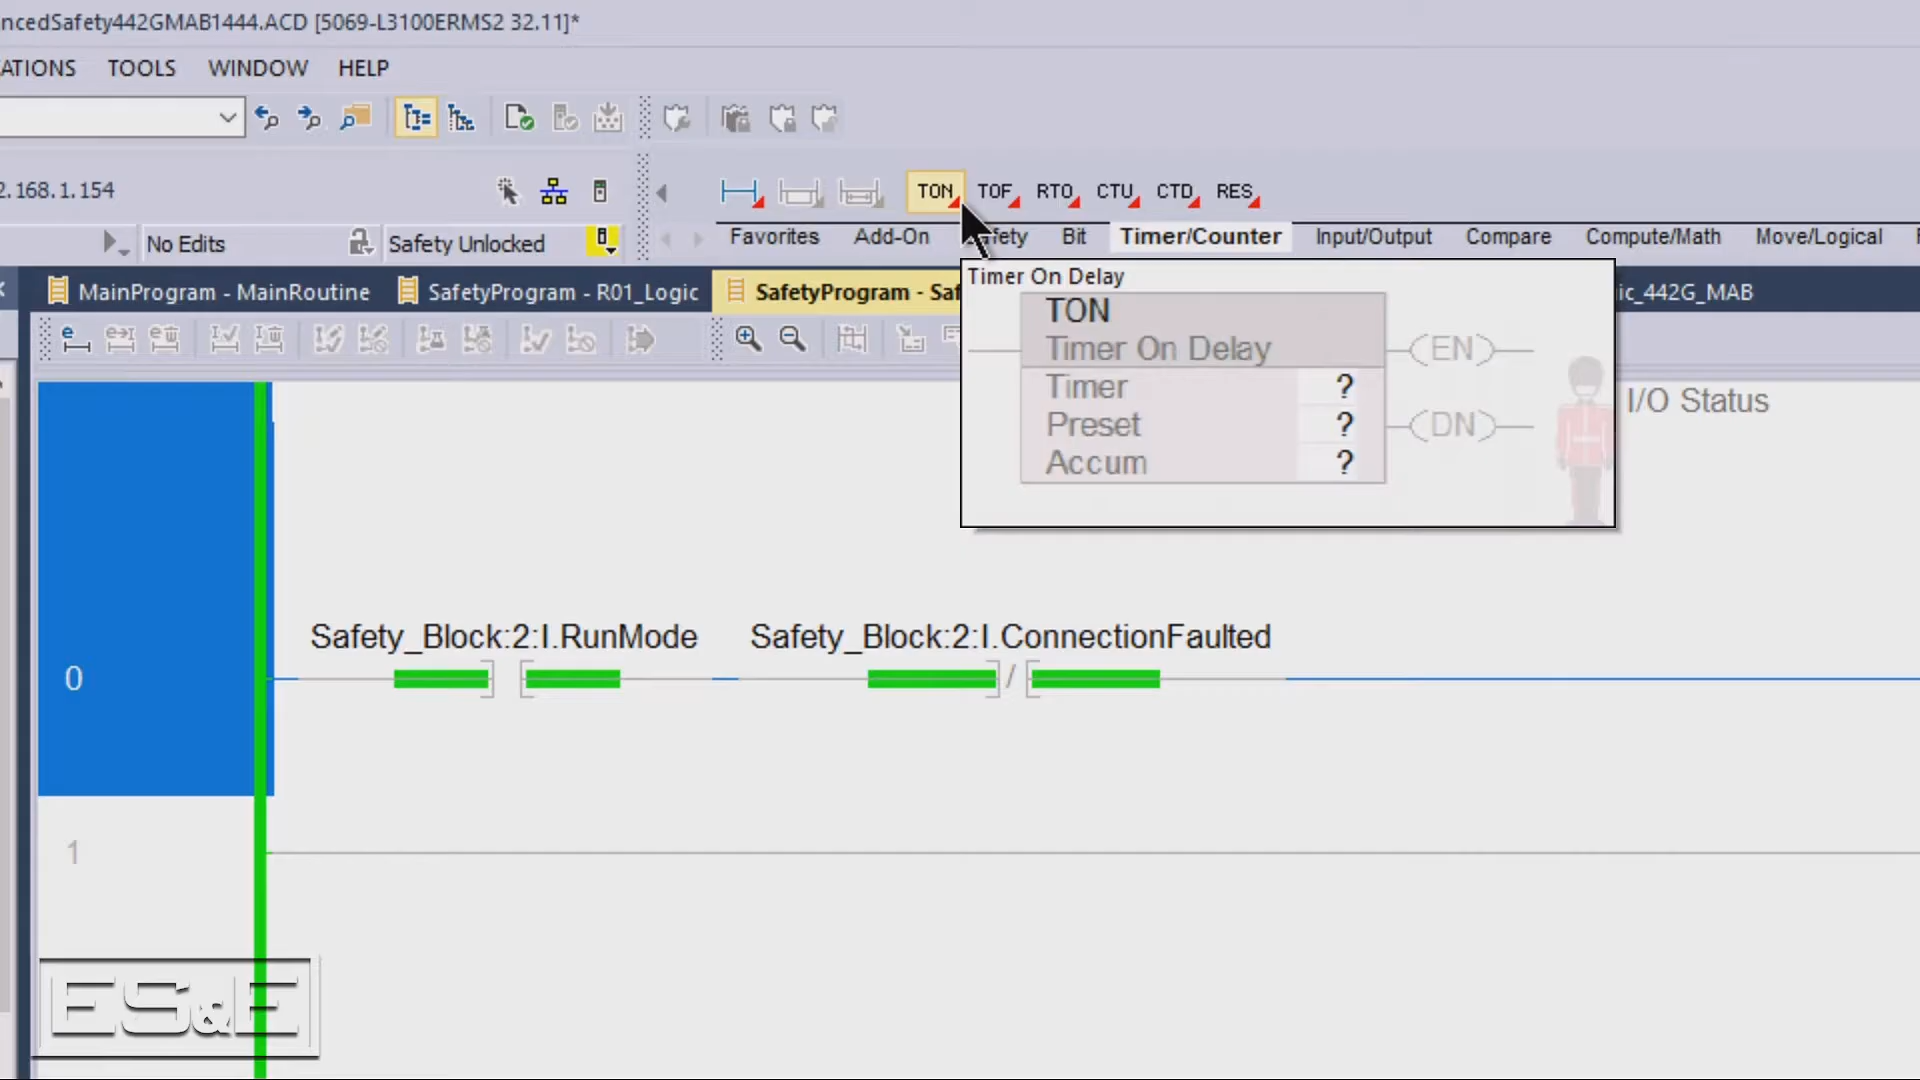 ncedSafety442GMAB1444.ACD [5069-L3100ERMS2 32.11]*
ATIONS TOOLS WINDOW HELP
2.168.1.154
TON TOF RTO CTU CTD RES
No Edits Safety Unlocked
Favorites Add-On fety Bit Timer/Counter Input/Output Compare Compute/Math Move/Logical
MainProgram - MainRoutine SafetyProgram - R01_Logic SafetyProgram - Saf ic_442G_MAB
Timer On Delay
TON
Timer On Delay (EN)
Timer ?
Preset ? (DN)
Accum ?
I/O Status
Safety_Block:2:I.RunMode Safety_Block:2:I.ConnectionFaulted
0
1
ES&E